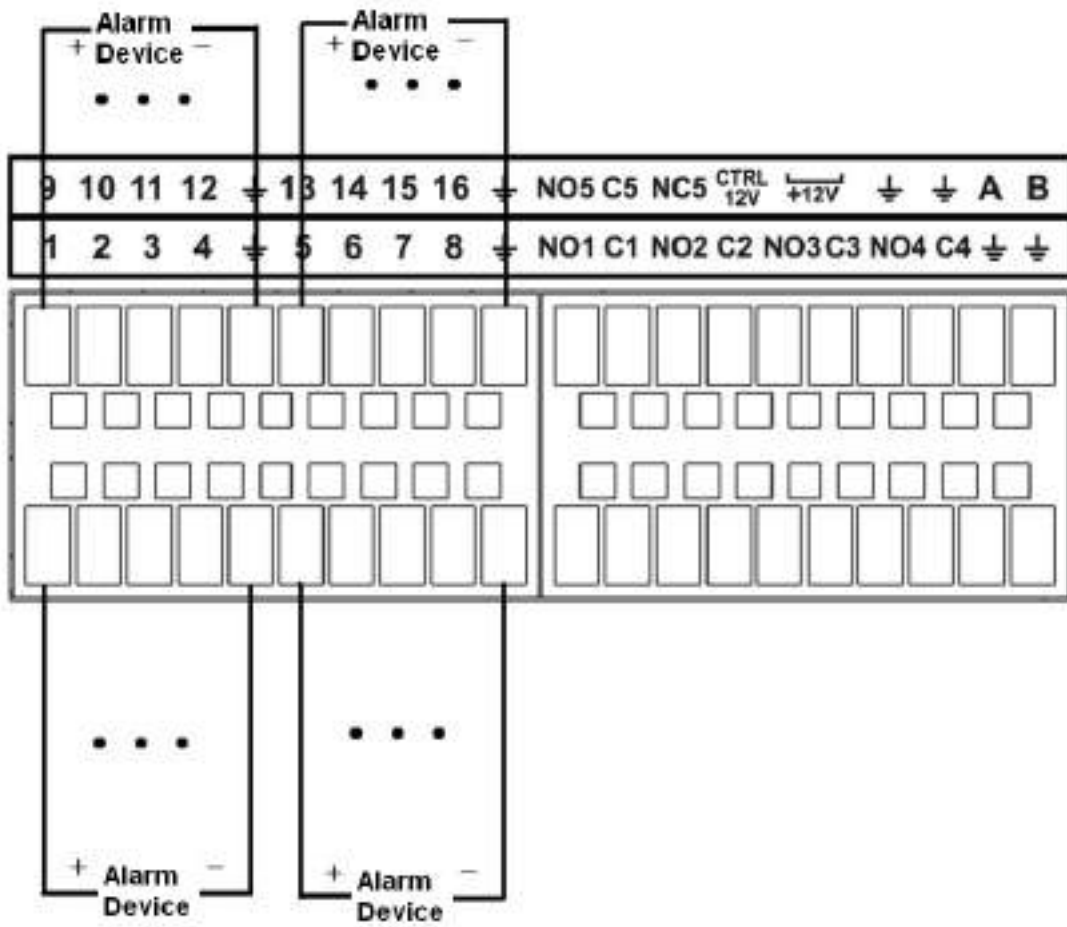 Alarm
+ Device −
Alarm
+ Device −
9 10 11 12 ⏚ 13 14 15 16 ⏚ NO5 C5 NC5 CTRL 12V +12V ⏚ ⏚ A B
1 2 3 4 ⏚ 5 6 7 8 ⏚ NO1 C1 NO2 C2 NO3 C3 NO4 C4 ⏚ ⏚
+ Alarm −
Device
+ Alarm −
Device